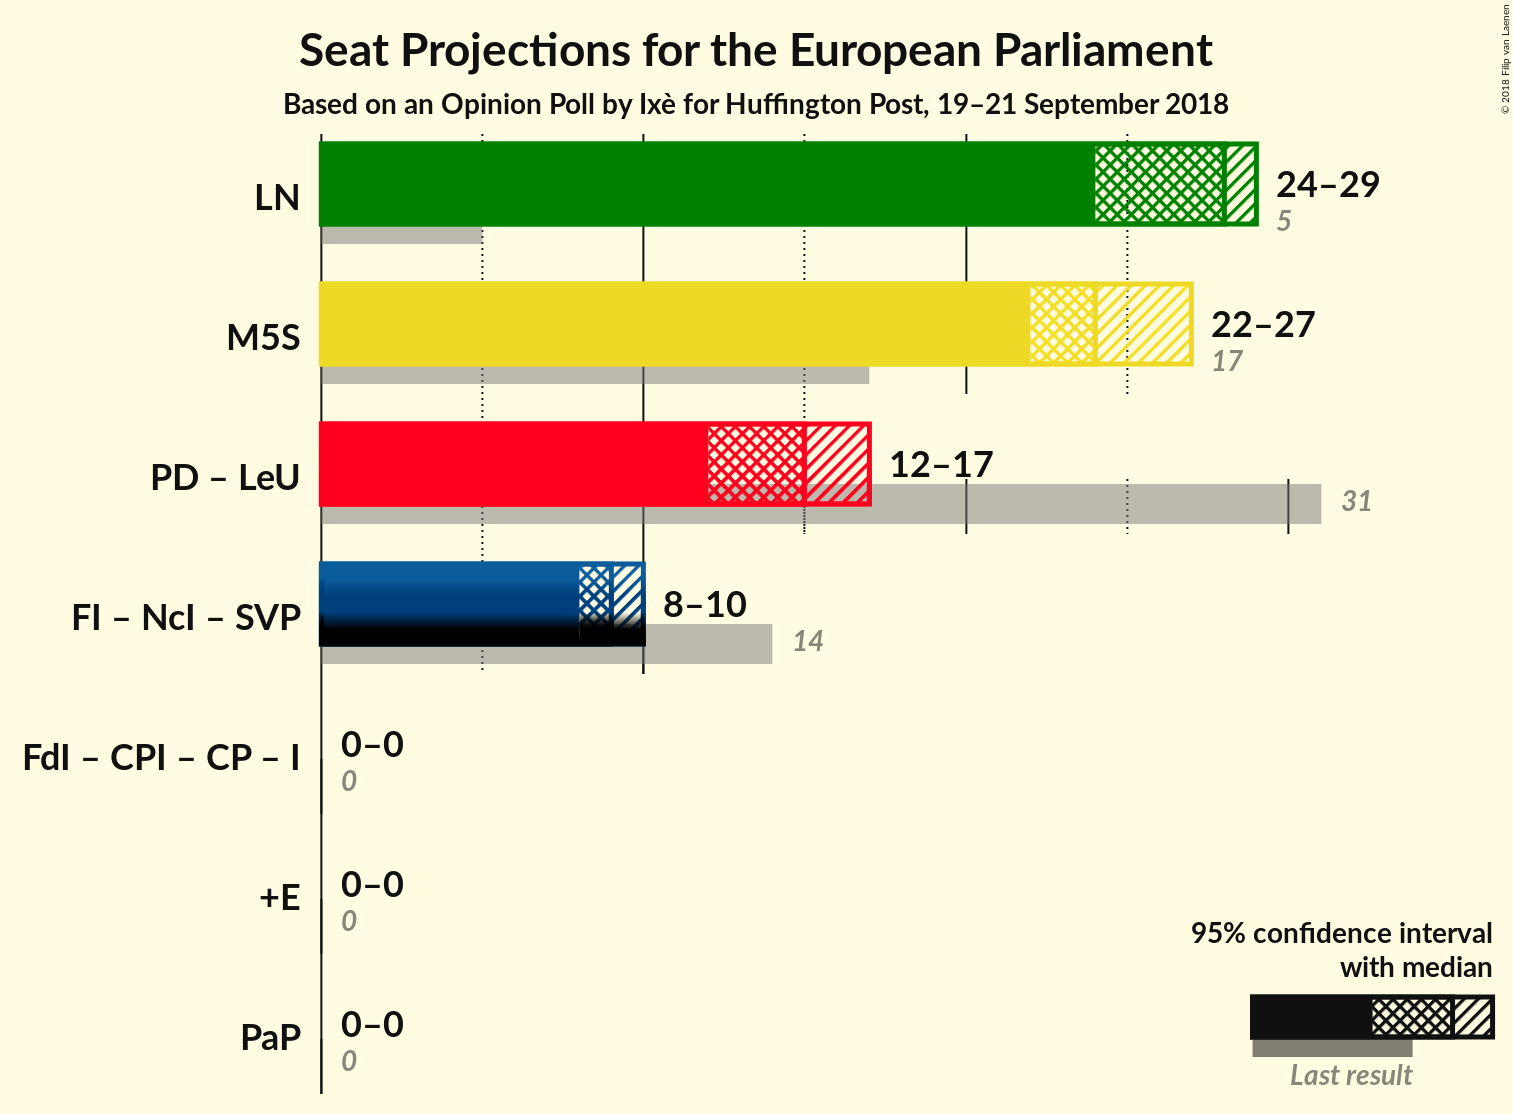 Seat Projections for the European Parliament
Based on an Opinion Poll by Ixè for Huffington Post, 19–21 September 2018
© 2018 Filip van Laenen
LN
24–29
5
M5S
22–27
17
PD – LeU
12–17
31
FI – NcI – SVP
8–10
14
FdI – CPI – CP – I
0–0
0
+E
0–0
0
PaP
0–0
0
95% confidence interval
with median
Last result